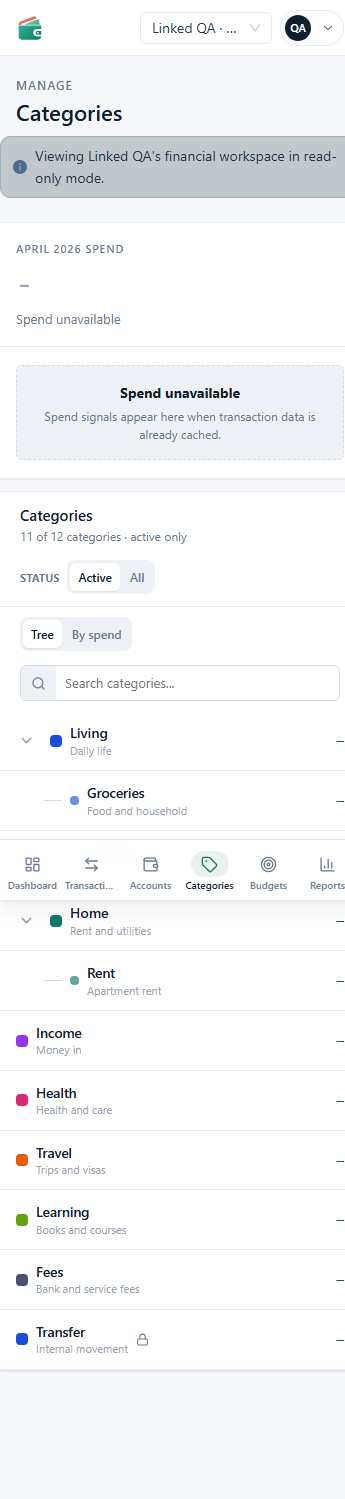 Linked QA · ...
QA
MANAGE
Categories
Viewing Linked QA's financial workspace in read-
only mode.
APRIL 2026 SPEND
–
Spend unavailable
Spend unavailable
Spend signals appear here when transaction data is
already cached.
Categories
11 of 12 categories · active only
STATUS Active All
Tree By spend
Search categories...
Living –
Daily life
Groceries –
Food and household
Dashboard Transacti... Accounts Categories Budgets Reports
Home –
Rent and utilities
Rent –
Apartment rent
Income –
Money in
Health –
Health and care
Travel –
Trips and visas
Learning –
Books and courses
Fees –
Bank and service fees
Transfer –
Internal movement